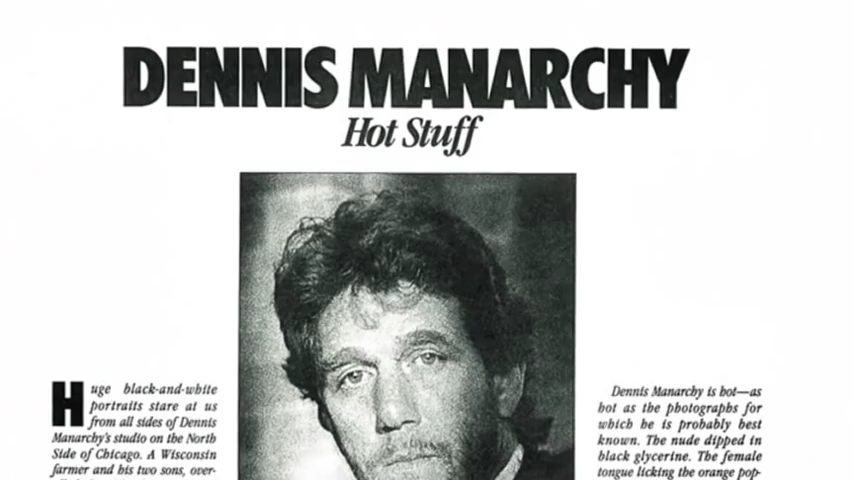 DENNIS MANARCHY
Hot Stuff
Huge black-and-white
portraits stare at us
from all sides of Dennis
Manarchy's studio on the North
Side of Chicago. A Wisconsin
farmer and his two sons, over-
Dennis Manarchy is hot—as
hot as the photographs for
which he is probably best
known. The nude dipped in
black glycerine. The female
tongue licking the orange pop-